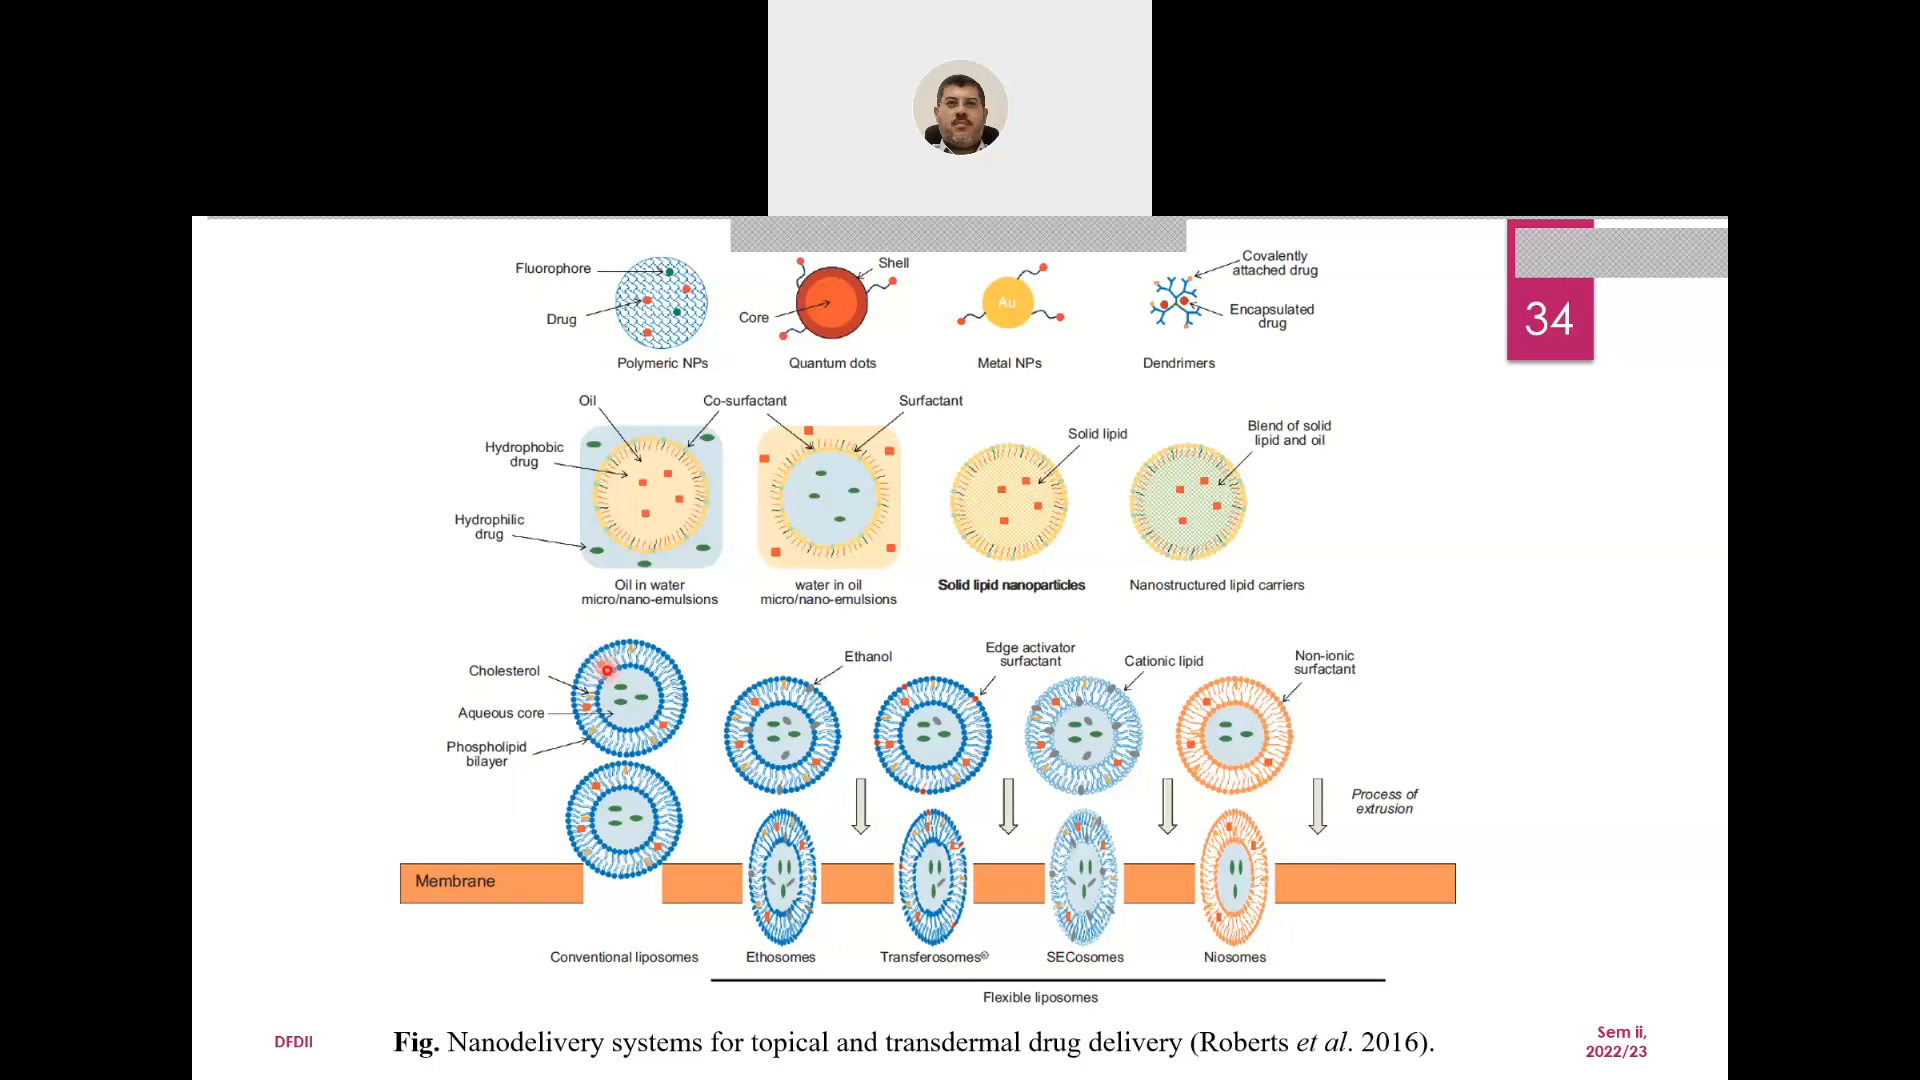 34
Fluorophore
Drug
Polymeric NPs
Shell
Core
Quantum dots
Au
Metal NPs
Covalently
attached drug
Encapsulated
drug
Dendrimers
Oil
Co-surfactant
Surfactant
Hydrophobic
drug
Hydrophilic
drug
Oil in water
micro/nano-emulsions
water in oil
micro/nano-emulsions
Solid lipid
Solid lipid nanoparticles
Blend of solid
lipid and oil
Nanostructured lipid carriers
Cholesterol
Aqueous core
Phospholipid
bilayer
Ethanol
Edge activator
surfactant
Cationic lipid
Non-ionic
surfactant
Process of
extrusion
Membrane
Conventional liposomes
Ethosomes
Transferosomes®
SECosomes
Niosomes
Flexible liposomes
DFDII
Fig. Nanodelivery systems for topical and transdermal drug delivery (Roberts et al. 2016).
Sem ii,
2022/23